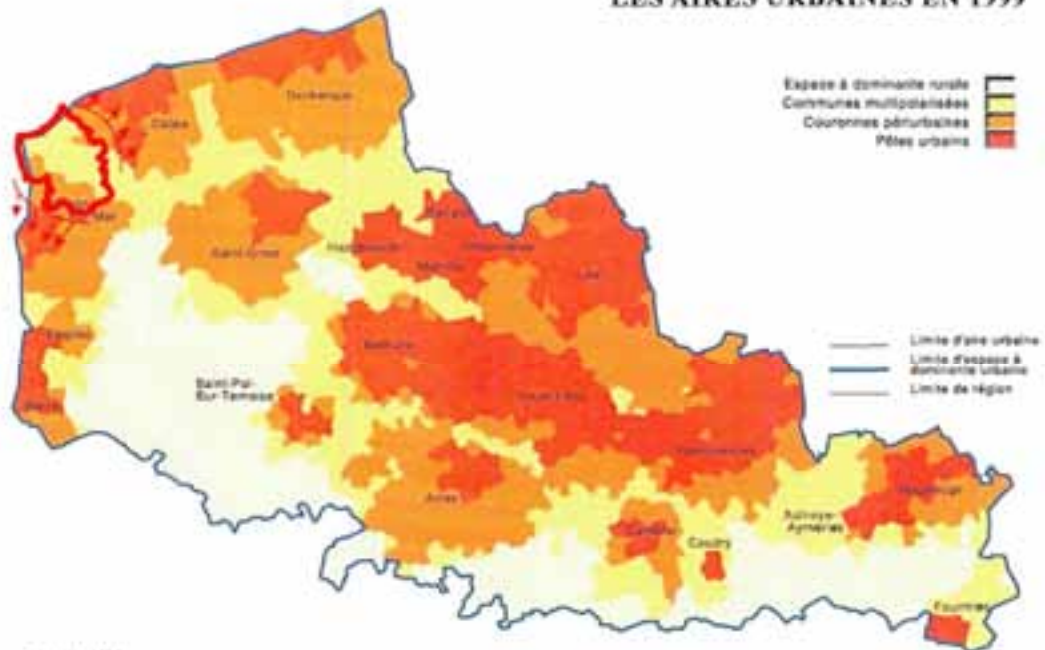 LES AIRES URBAINES EN 1999
Espace à dominante rurale
Communes multipolarisées
Couronnes périurbaines
Pôles urbains
Dunkerque
Calais
Mer
Saint-Omer
Hazebrouck
Lille
Béthune
Limite d'aire urbaine
Limite d'espace à
dominante urbaine
Limite de région
Saint-Pol-
Sur-Ternoise
Douai-Lens
Valenciennes
Arras
Maubeuge
Aulnoye-
Aymeries
Cambrai
Caudry
Fourmies